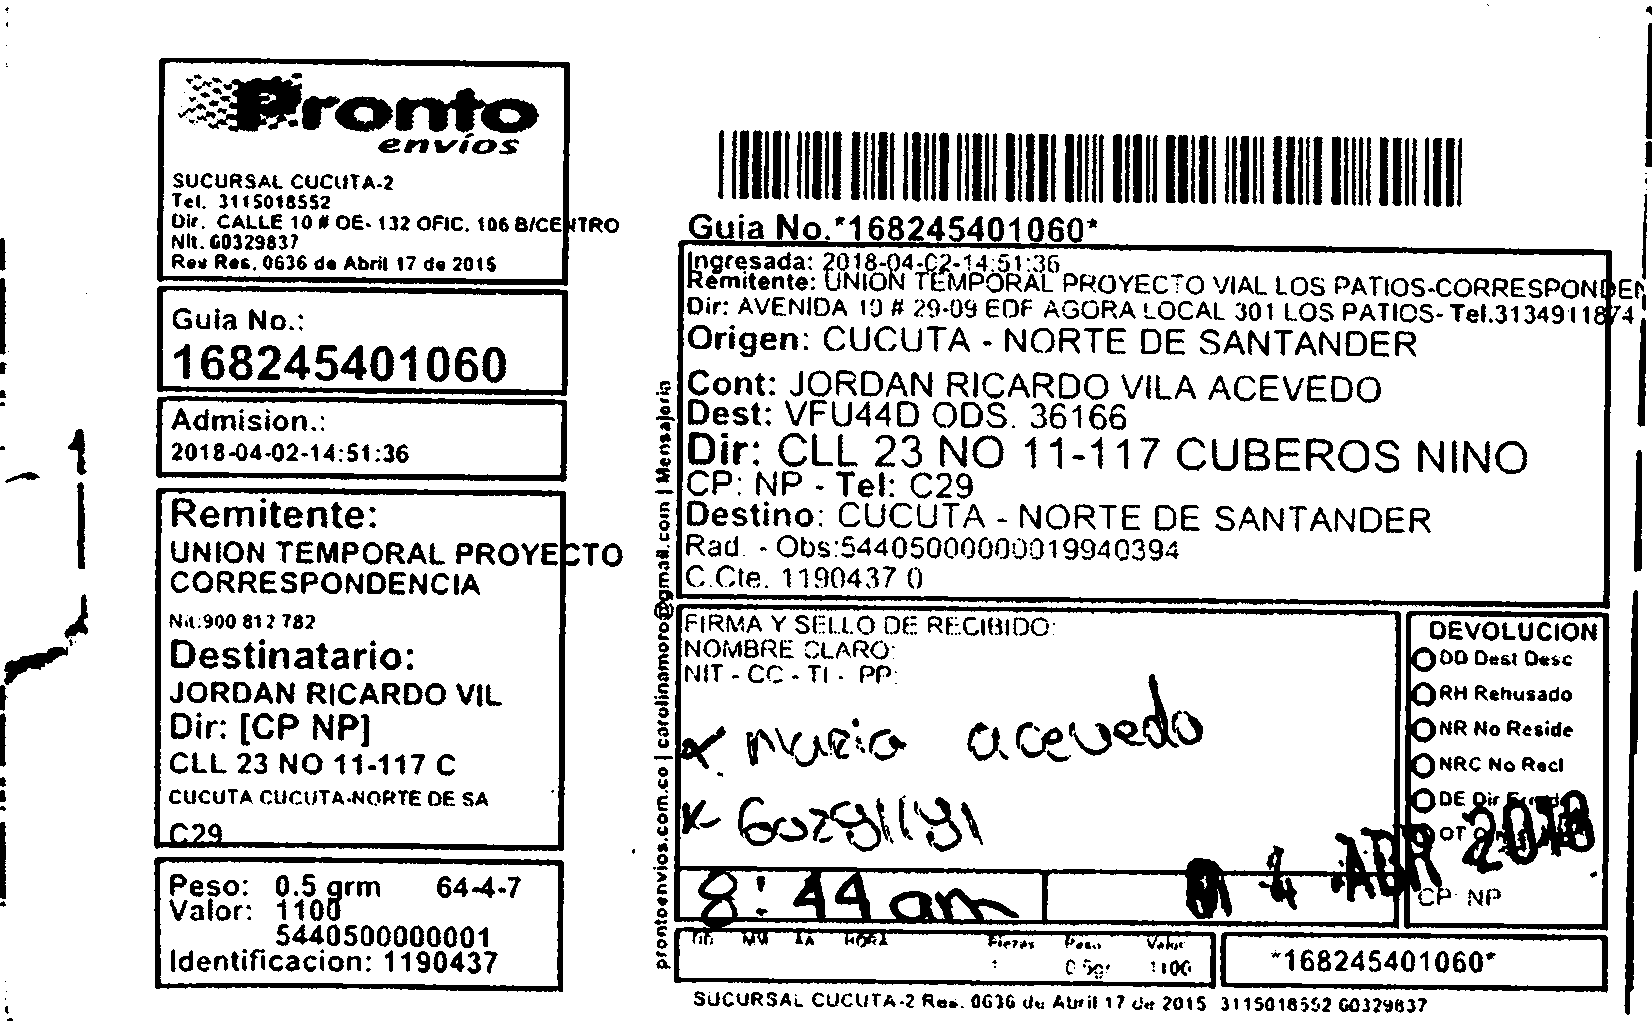 Pronto
envíos
SUCURSAL CUCUTA-2
Tel. 3115018552
Dir. CALLE 10 # OE- 132 OFIC. 106 B/CENTRO
Nit. 60329837
Res Res. 0636 de Abril 17 de 2015
Guia No.:
168245401060
Admision.:
2018-04-02-14:51:36
Remitente:
UNION TEMPORAL PROYECTO
CORRESPONDENCIA
Nit:900 812 782
Destinatario:
JORDAN RICARDO VIL
Dir: [CP NP]
CLL 23 NO 11-117 C
CUCUTA CUCUTA-NORTE DE SA
C29
Peso: 0.5 grm 64-4-7
Valor: 1100
5440500000001
Identificacion: 1190437
prontoenvios.com.co | carolinamoro@gmail.com | Mensajeria
Guia No.*168245401060*
Ingresada: 2018-04-02-14:51:36
Remitente: UNION TEMPORAL PROYECTO VIAL LOS PATIOS-CORRESPONDEN
Dir: AVENIDA 10 # 29-09 EDF AGORA LOCAL 301 LOS PATIOS- Tel.3134911874
Origen: CUCUTA - NORTE DE SANTANDER
Cont: JORDAN RICARDO VILA ACEVEDO
Dest: VFU44D ODS. 36166
Dir: CLL 23 NO 11-117 CUBEROS NINO
CP: NP - Tel: C29
Destino: CUCUTA - NORTE DE SANTANDER
Rad. - Obs:54405000000019940394
C.Cte. 1190437 0
FIRMA Y SELLO DE RECIBIDO:
NOMBRE CLARO:
NIT - CC - TI - PP:
x maria acevedo
x
8:44 am
ABR 2018
DEVOLUCION
DD Dest Desc
RH Rehusado
NR No Reside
NRC No Recl
DE Dir
OT
CP: NP
DD MM AA HORA Piezas Peso Valor
1 0.5gr 1100
*168245401060*
SUCURSAL CUCUTA-2 Res. 0636 de Abril 17 de 2015 3115018552 60329837